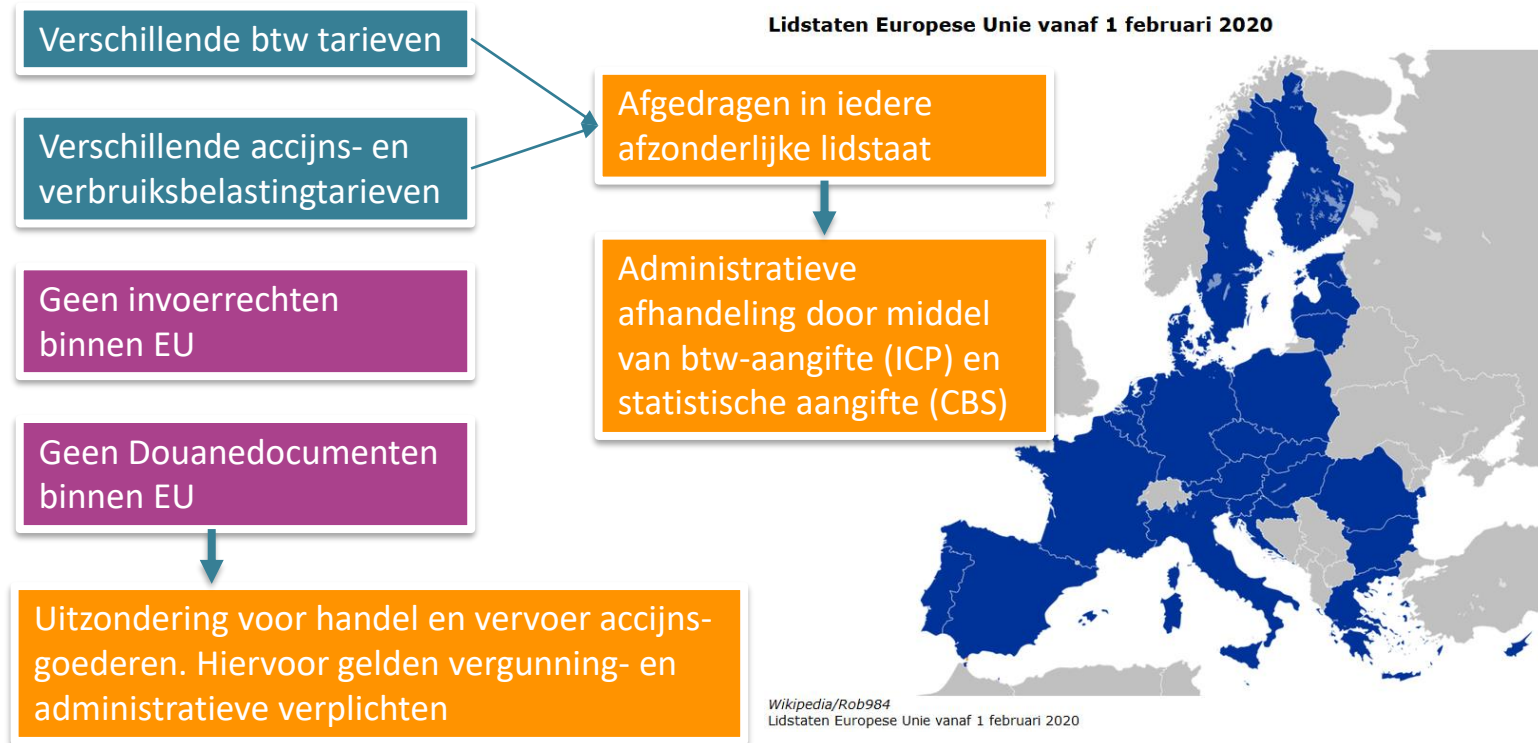 Verschillende btw tarieven
Verschillende accijns- en
verbruiksbelastingtarieven
Geen invoerrechten
binnen EU
Geen Douanedocumenten
binnen EU
Uitzondering voor handel en vervoer accijns-
goederen. Hiervoor gelden vergunning- en
administratieve verplichten
Afgedragen in iedere
afzonderlijke lidstaat
Administratieve
afhandeling door middel
van btw-aangifte (ICP) en
statistische aangifte (CBS)
Lidstaten Europese Unie vanaf 1 februari 2020
Wikipedia/Rob984
Lidstaten Europese Unie vanaf 1 februari 2020